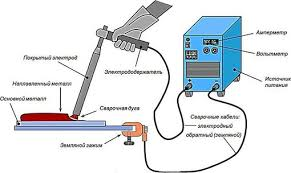 Амперметр
Вольтметр
Покрытый электрод
Электрододержатель
Источник
питания
Наплавленный металл
Основной металл
Сварочная дуга
Сварочные кабели:
электродный
обратный (земляной)
Земляной зажим